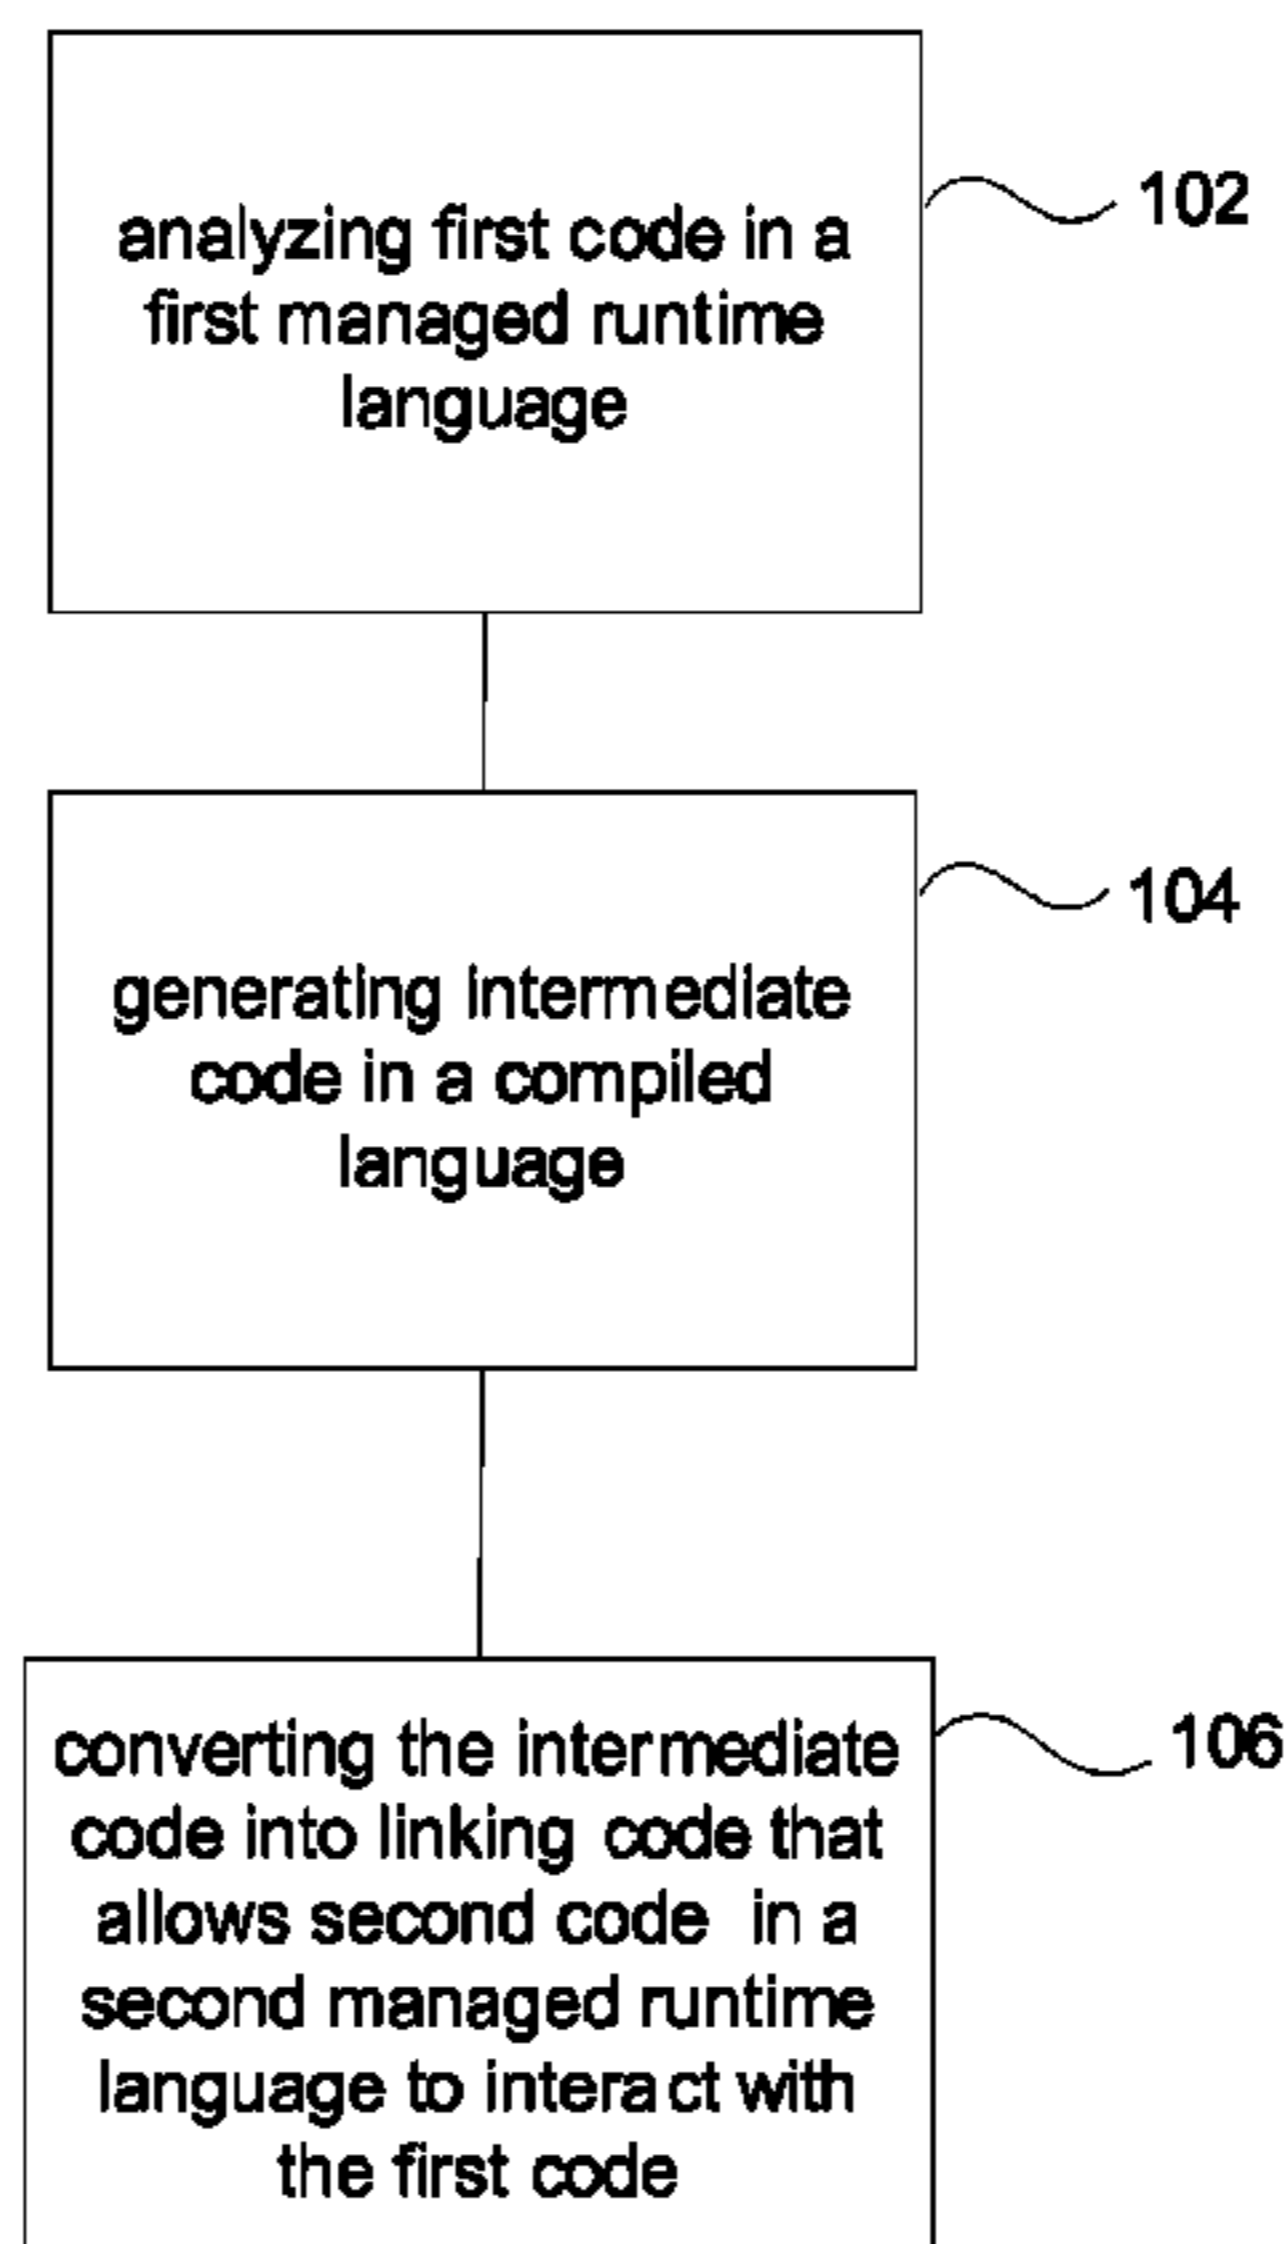 analyzing first code in a
first managed runtime
language
102
generating intermediate
code in a compiled
language
104
converting the intermediate
code into linking code that
allows second code in a
second managed runtime
language to interact with
the first code
106